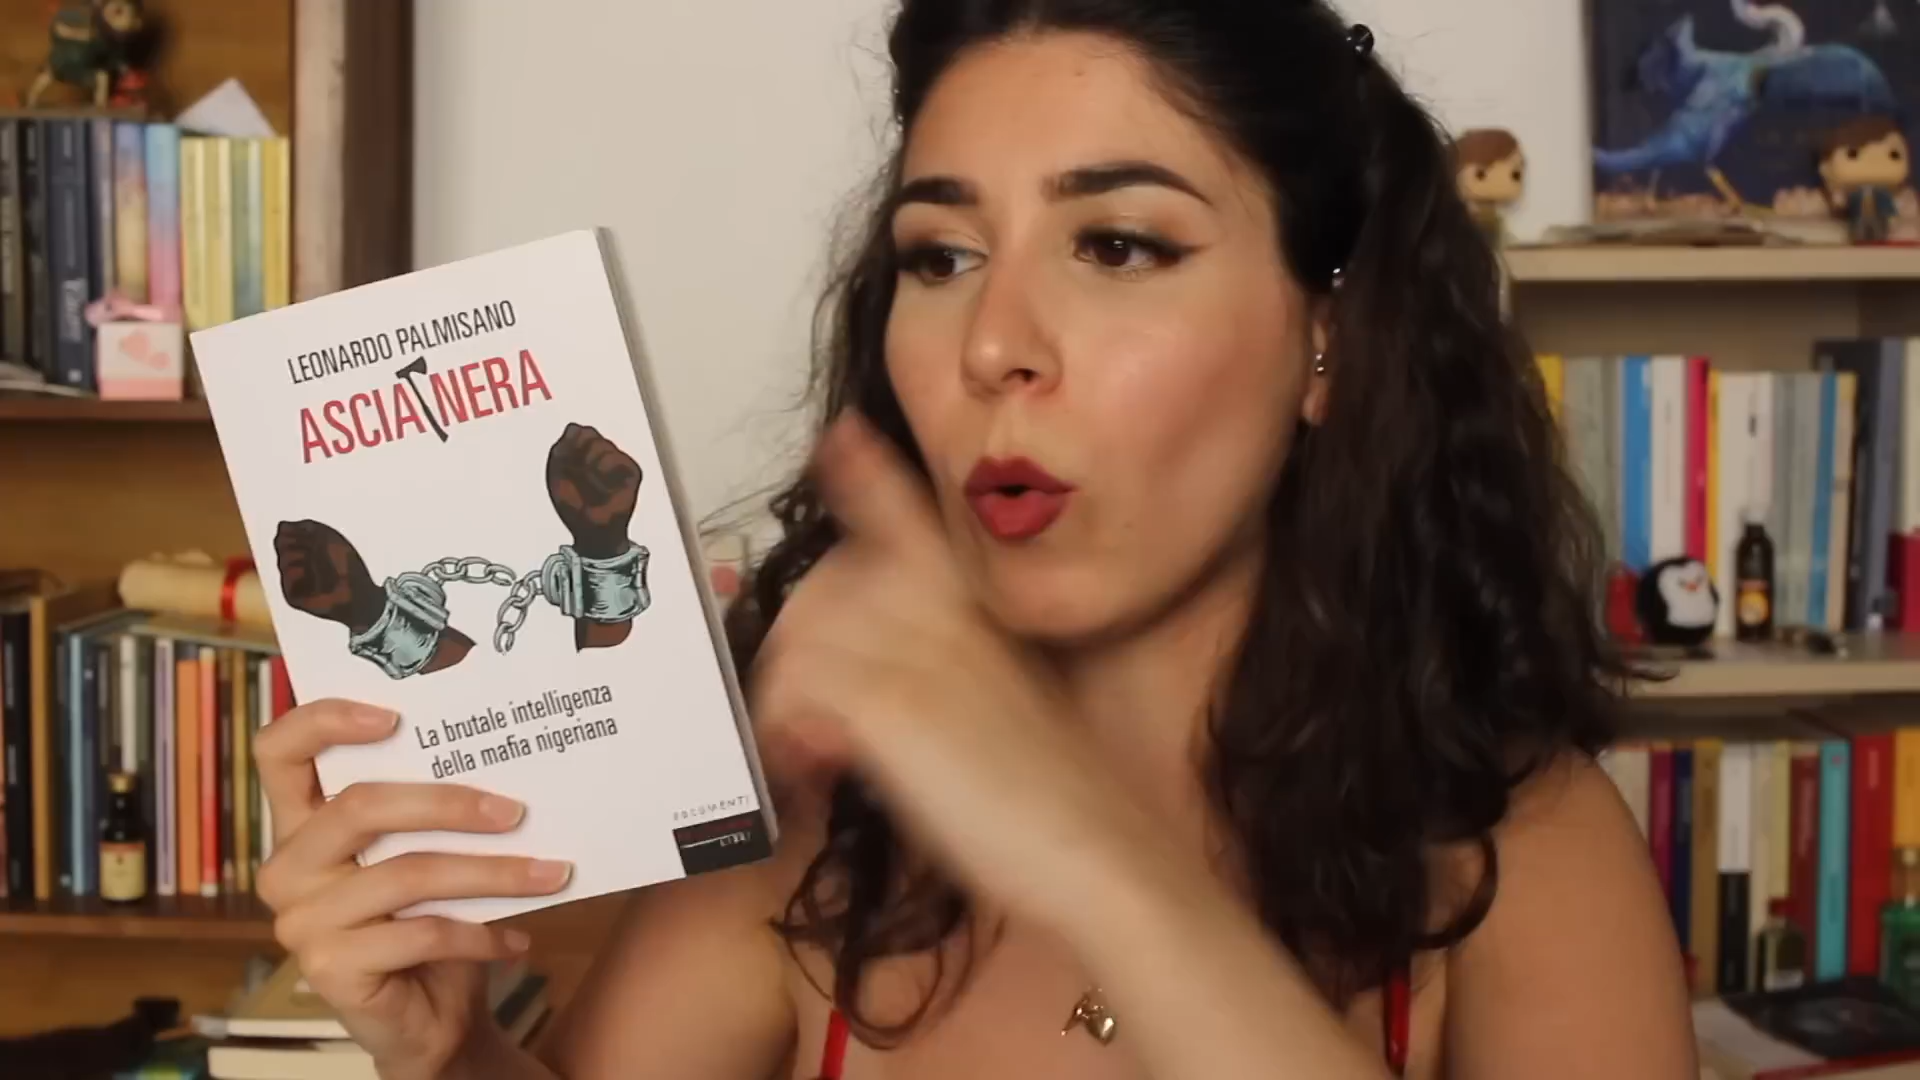 LEONARDO PALMISANO
ASCIA NERA
La brutale intelligenza
della mafia nigeriana
DOCUMENTI